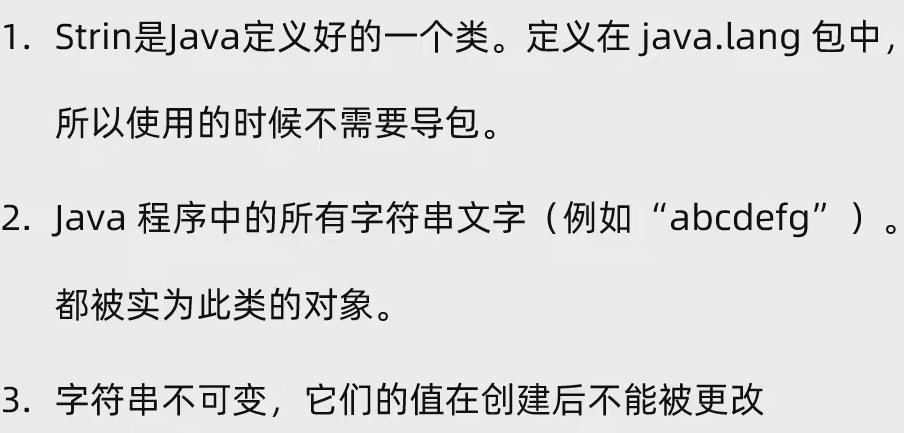 1. Strin是Java定义好的一个类。定义在 java.lang 包中，
所以使用的时候不需要导包。
2. Java 程序中的所有字符串文字（例如“abcdefg”）。
都被实为此类的对象。
3. 字符串不可变，它们的值在创建后不能被更改